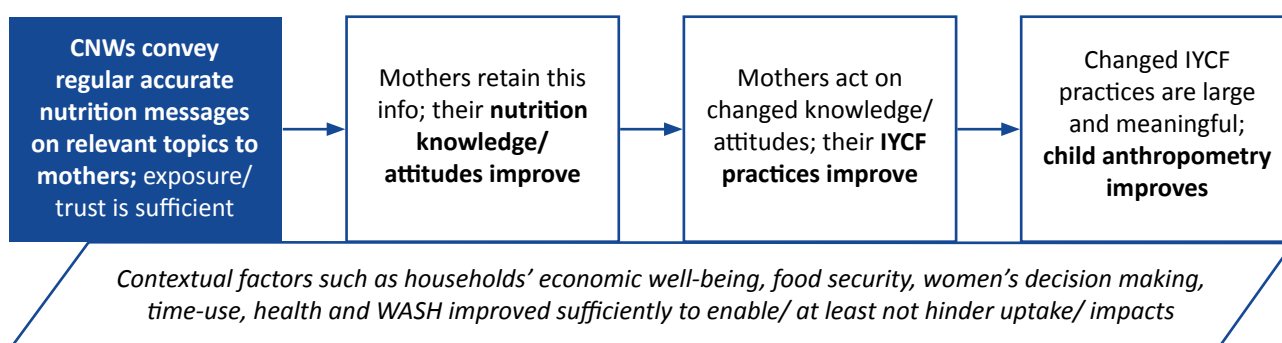 CNWs convey
regular accurate
nutrition messages
on relevant topics to
mothers; exposure/
trust is sufficient
Mothers retain this
info; their nutrition
knowledge/
attitudes improve
Mothers act on
changed knowledge/
attitudes; their IYCF
practices improve
Changed IYCF
practices are large
and meaningful;
child anthropometry
improves
Contextual factors such as households’ economic well-being, food security, women’s decision making,
time-use, health and WASH improved sufficiently to enable/ at least not hinder uptake/ impacts